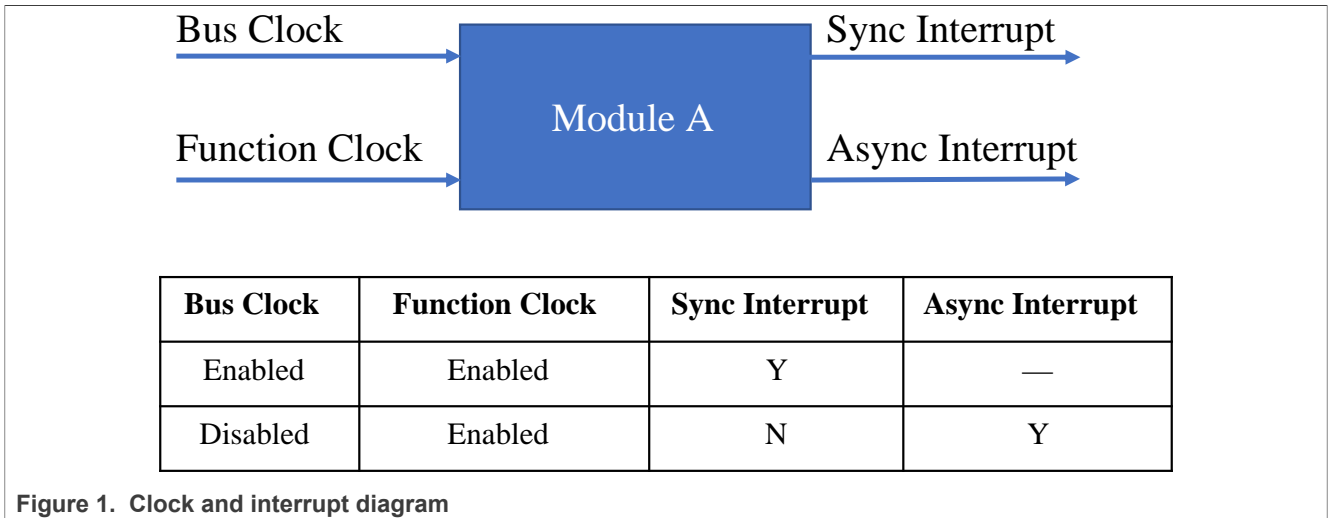 Bus Clock Sync Interrupt
Module A
Function Clock Async Interrupt
Bus Clock Function Clock Sync Interrupt Async Interrupt
Enabled Enabled Y —
Disabled Enabled N Y
Figure 1. Clock and interrupt diagram